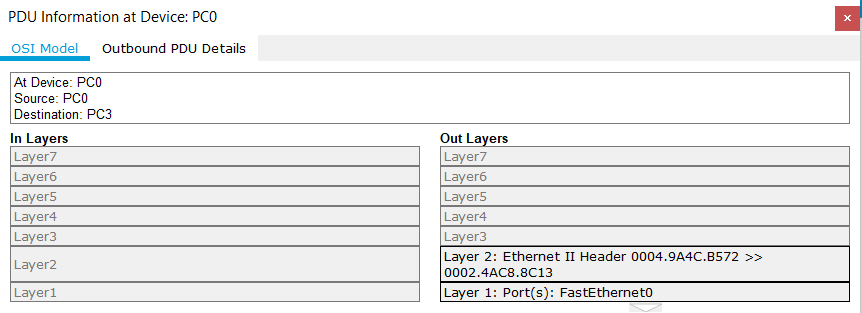 PDU Information at Device: PC0
OSI Model Outbound PDU Details
At Device: PC0
Source: PC0
Destination: PC3
In Layers
Layer7
Layer6
Layer5
Layer4
Layer3
Layer2
Layer1
Out Layers
Layer7
Layer6
Layer5
Layer4
Layer3
Layer 2: Ethernet II Header 0004.9A4C.B572 >>
0002.4AC8.8C13
Layer 1: Port(s): FastEthernet0